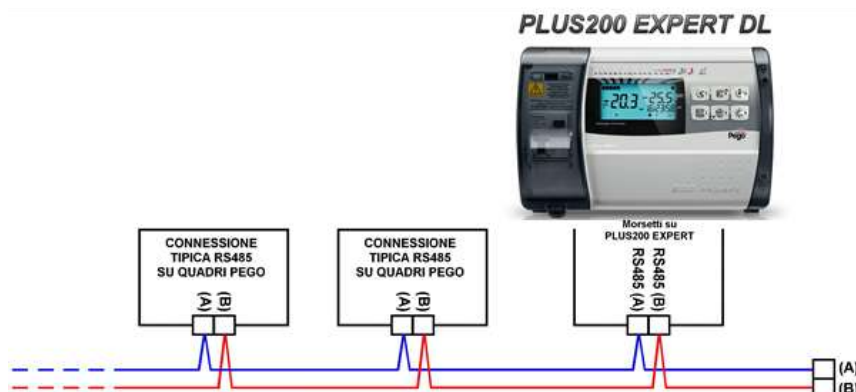 PLUS200 EXPERT DL
-20.3
-25.5
Pego
CONNESSIONE
TIPICA RS485
SU QUADRI PEGO
(A)
(B)
CONNESSIONE
TIPICA RS485
SU QUADRI PEGO
(A)
(B)
Morsetti su
PLUS200 EXPERT
RS485 (A)
RS485 (B)
(A)
(B)